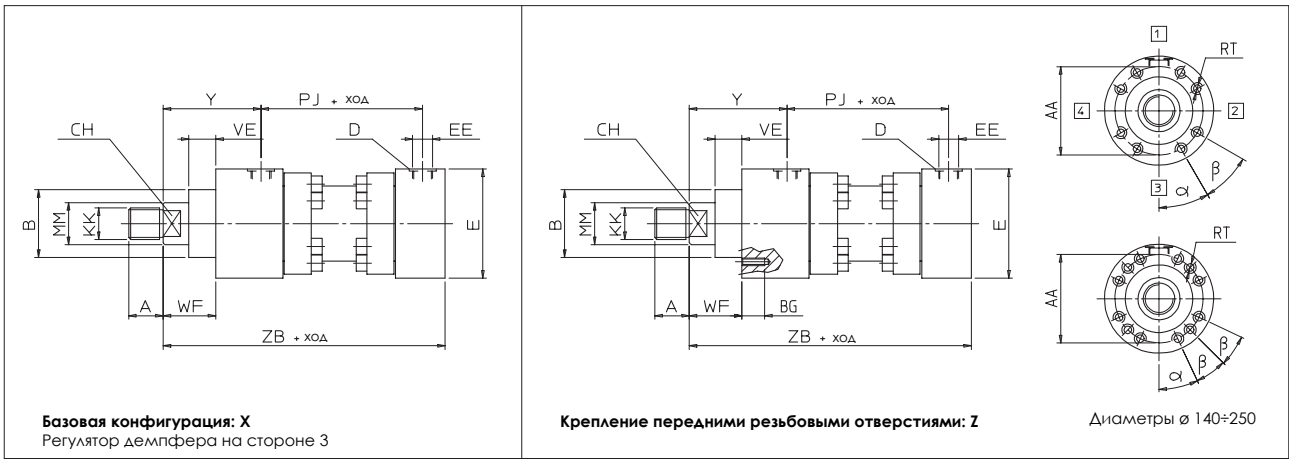 Y
PJ + ход
CH
VE
D
EE
B
MM
KK
E
A
WF
ZB + ход
Базовая конфигурация: X
Регулятор демпфера на стороне 3
Y
PJ + ход
CH
VE
D
EE
B
MM
KK
E
A
WF
BG
ZB + ход
Крепление передними резьбовыми отверстиями: Z
1
RT
AA
4
2
3
α
β
RT
AA
α
β
β
Диаметры ø 140÷250